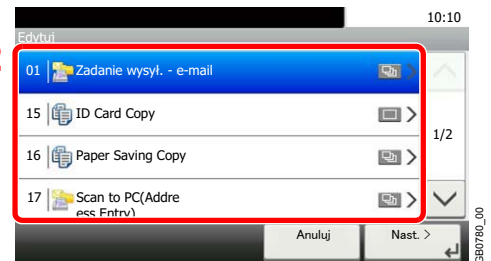 10:10
Edytuj
01 Zadanie wysył. - e-mail
15 ID Card Copy
16 Paper Saving Copy
1/2
17 Scan to PC(Addre
ess Entry)
Anuluj
Nast. >
GB0780_00